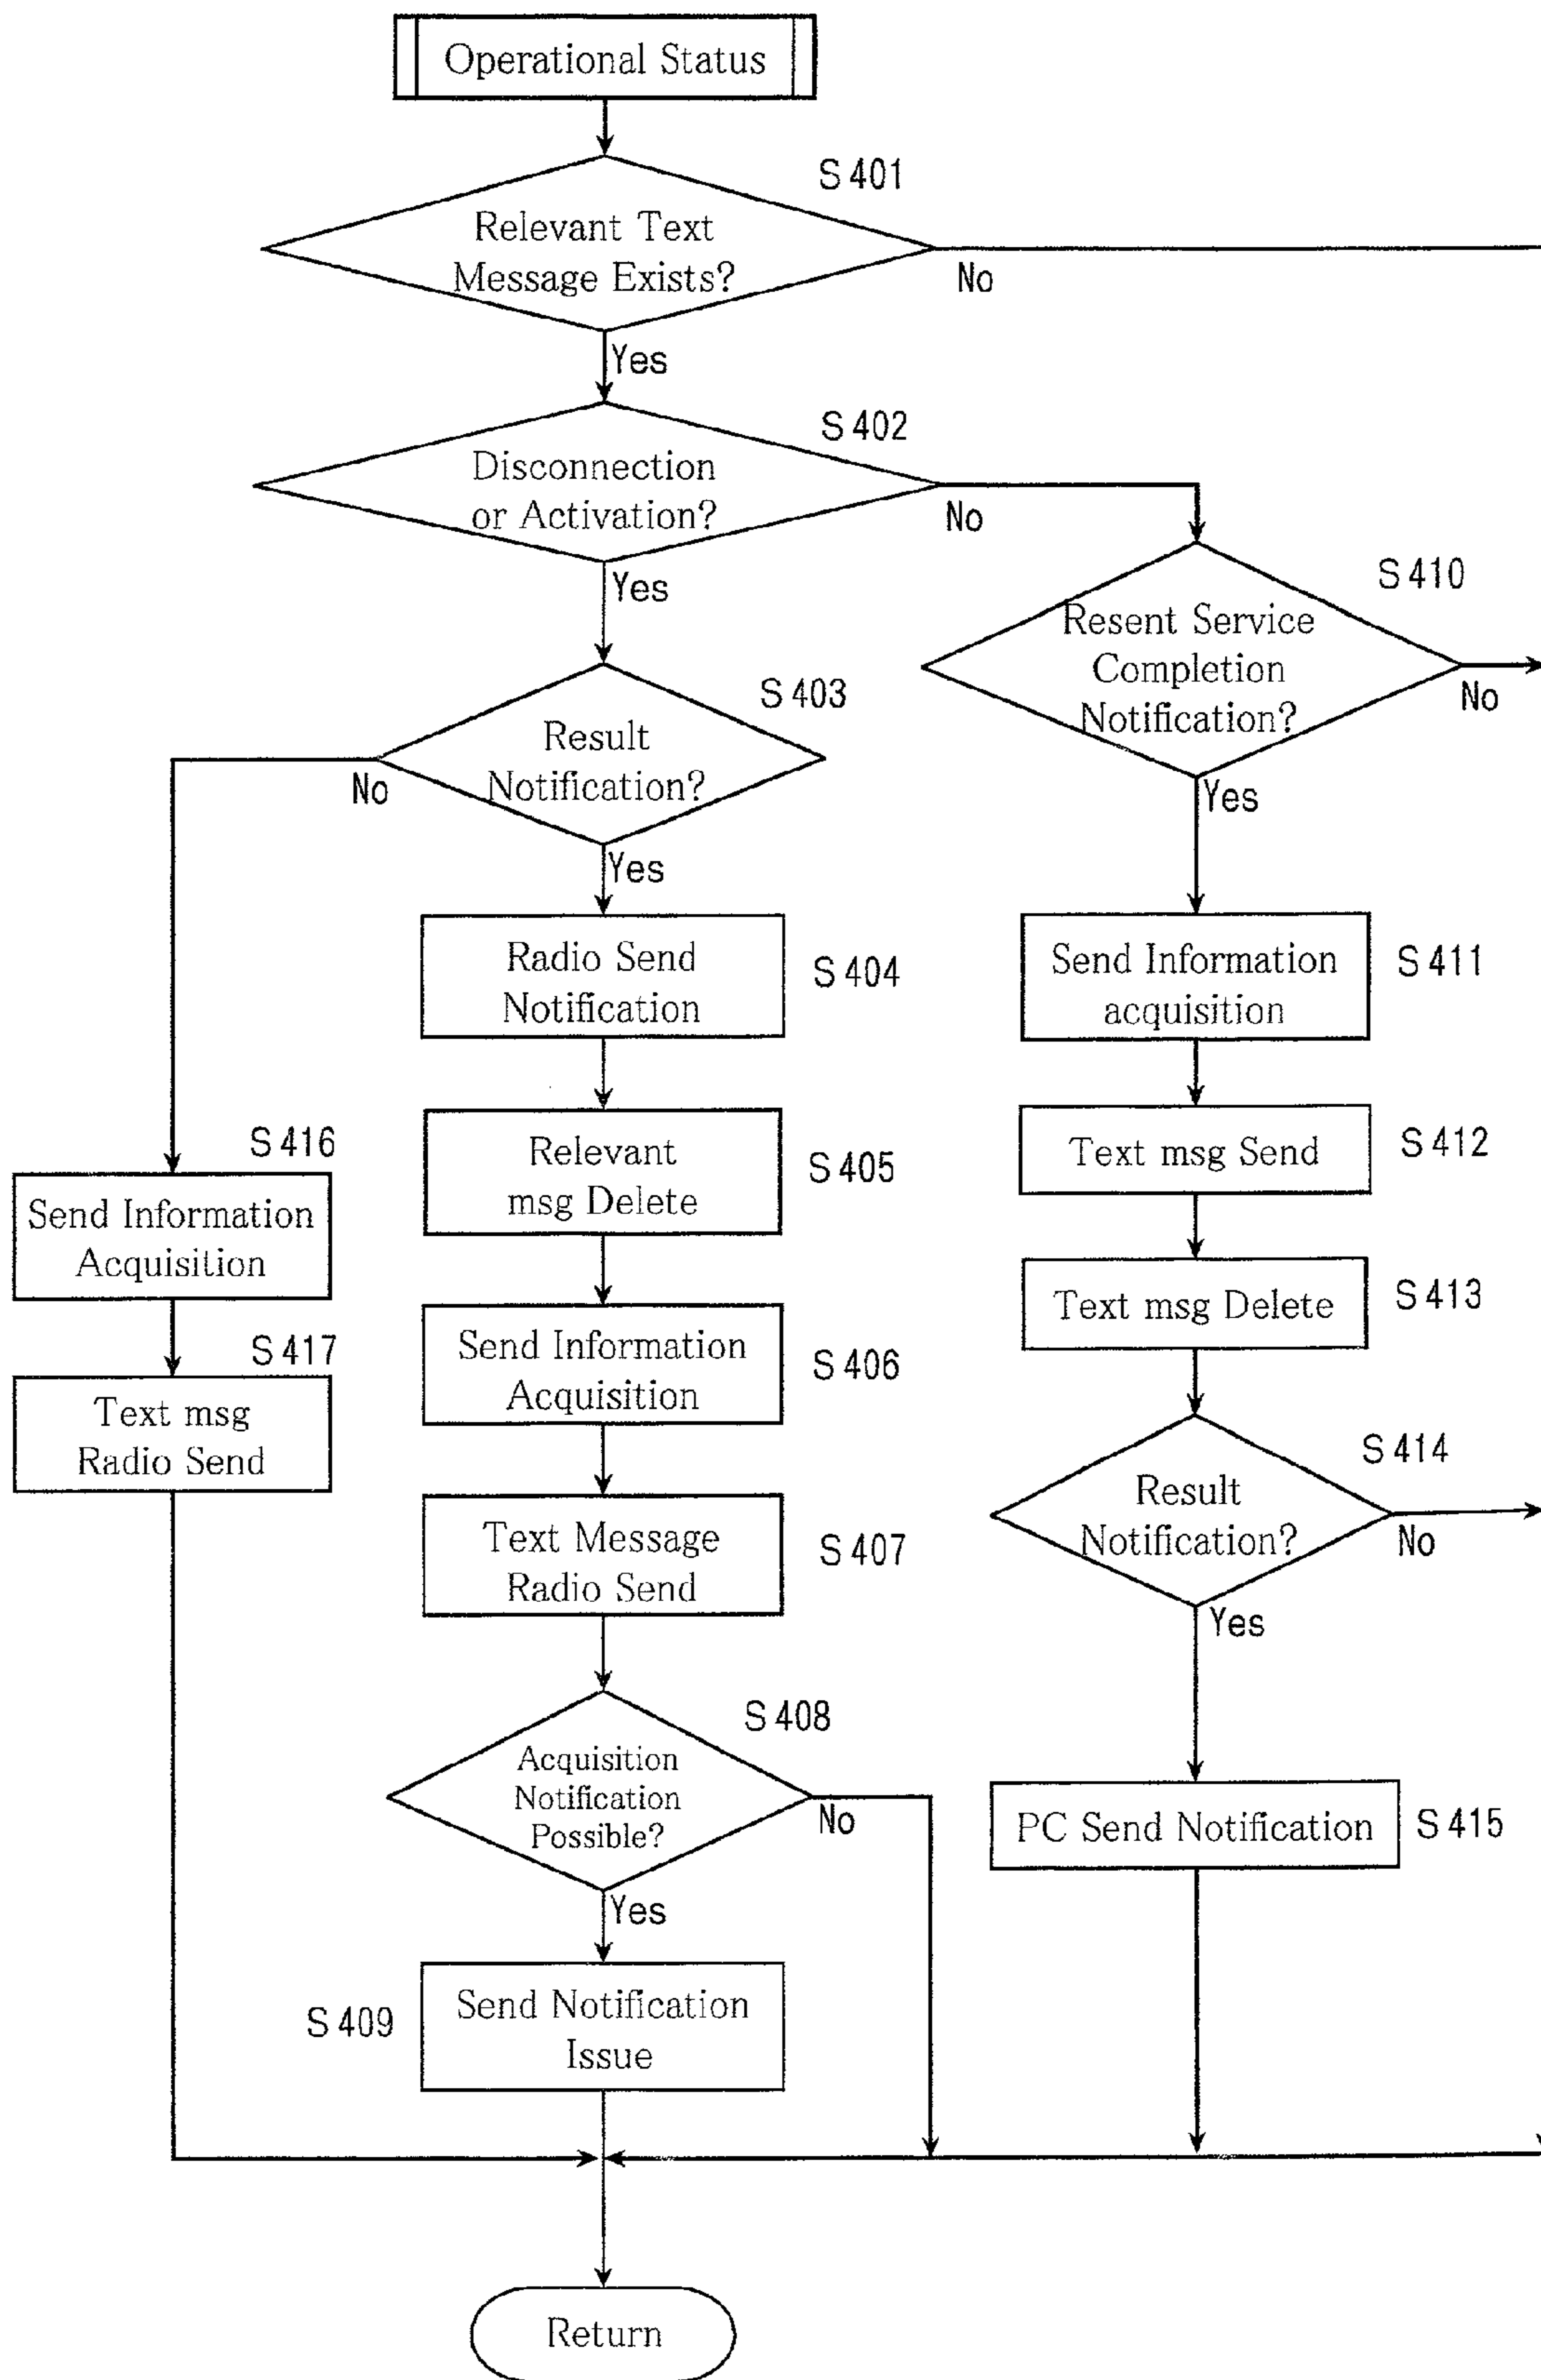 Operational Status
S401
Relevant Text
Message Exists?
No
Yes
S402
Disconnection
or Activation?
No
Yes
S410
Resent Service
Completion
Notification?
No
Yes
S403
Result
Notification?
No
Yes
Radio Send
Notification
S404
Send Information
acquisition
S411
S416
Send Information
Acquisition
Relevant
msg Delete
S405
Text msg Send
S412
S417
Text msg
Radio Send
Send Information
Acquisition
S406
Text msg Delete
S413
Text Message
Radio Send
S407
S414
Result
Notification?
No
Yes
S408
Acquisition
Notification
Possible?
No
Yes
PC Send Notification
S415
S409
Send Notification
Issue
Return